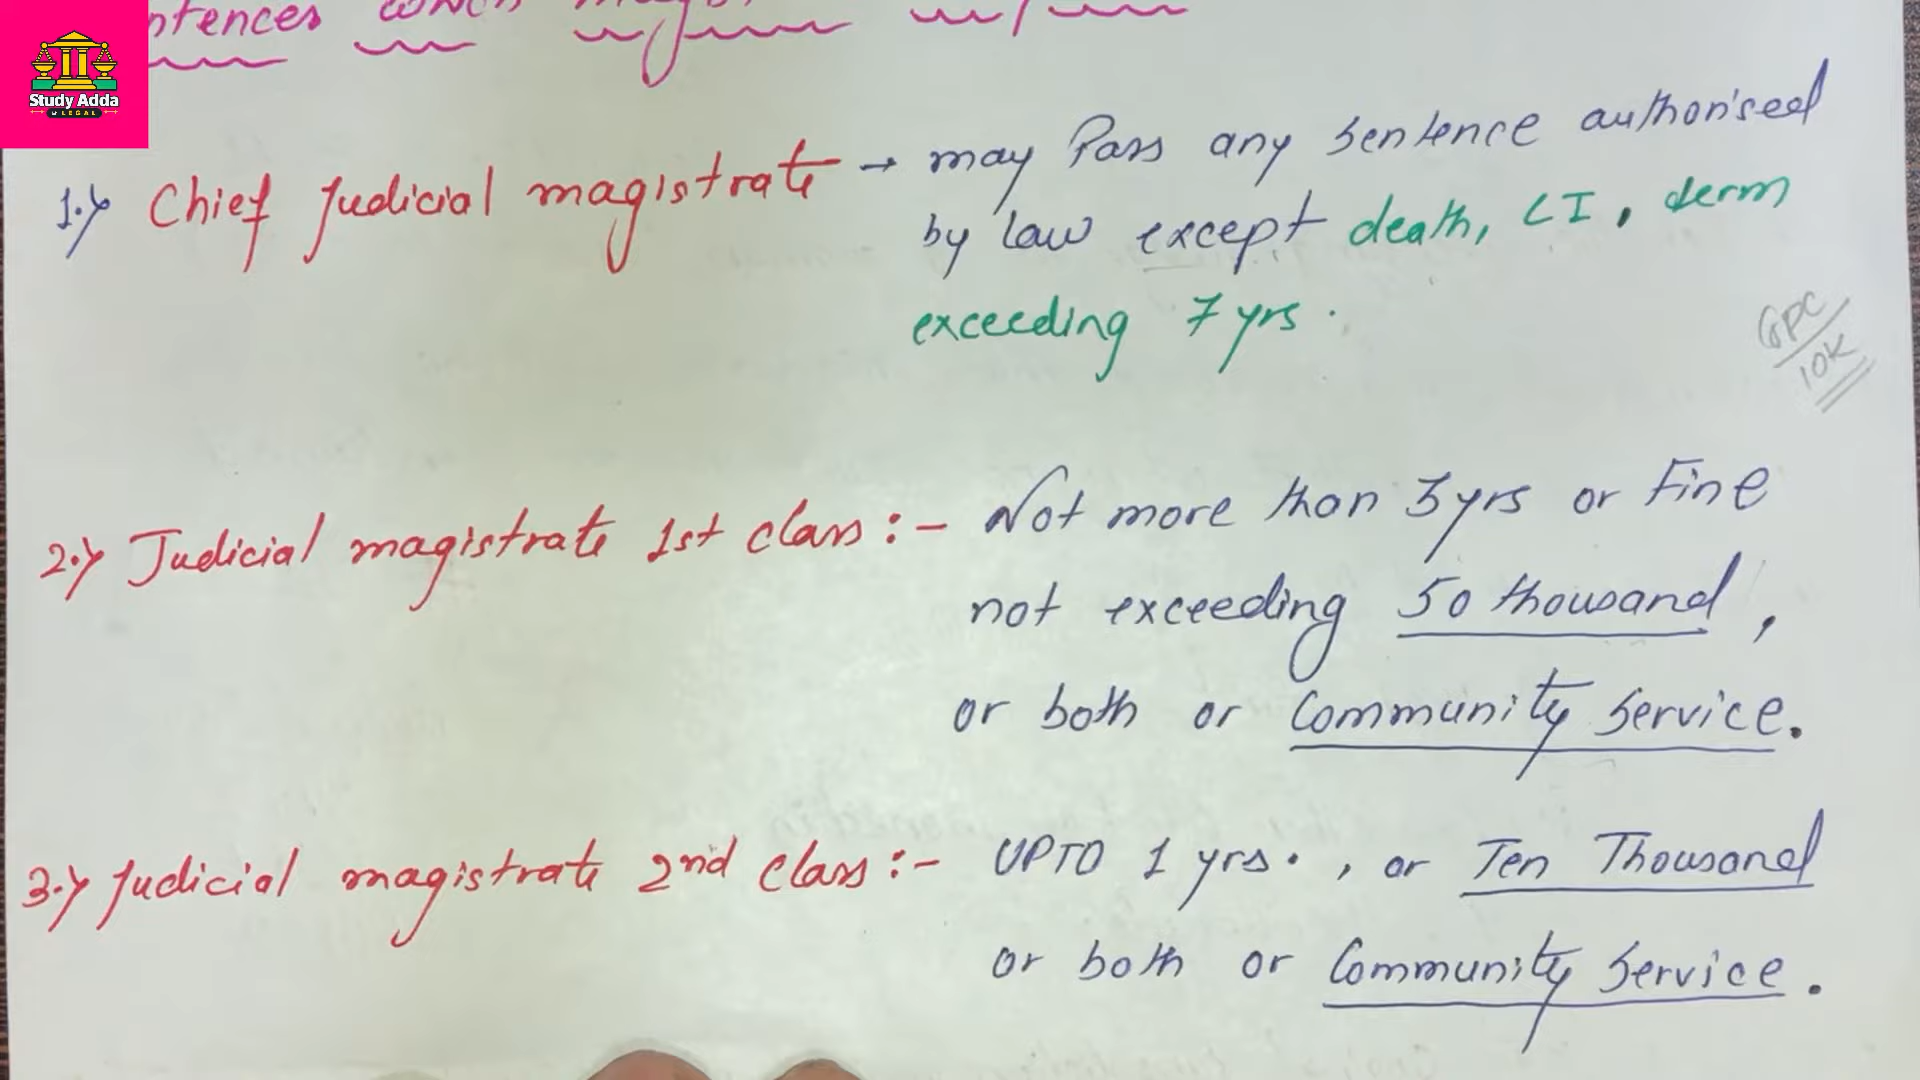 Study Adda
LEGAL
ntences which
1.) Chief Judicial magistrate → may Pass any sentence authorised
by law except death, LI, term
exceeding 7 yrs.
CrPC
10K
2.) Judicial magistrate 1st class :- Not more than 3 yrs or Fine
not exceeding 50 thousand,
or both or Community Service.
3.) Judicial magistrate 2nd class :- UPTO 1 yrs. , or Ten Thousand
or both or Community Service.